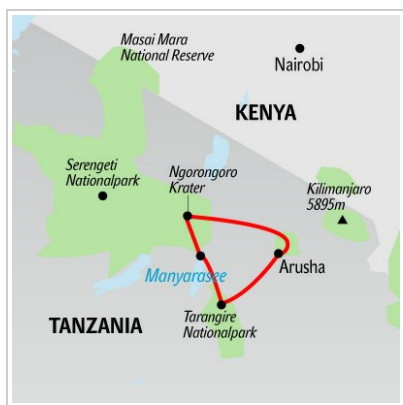 Masai Mara
National Reserve
Nairobi
KENYA
Serengeti
Nationalpark
Ngorongoro
Krater
Kilimanjaro
5895m
Manyarasee
Arusha
TANZANIA
Tarangire
Nationalpark